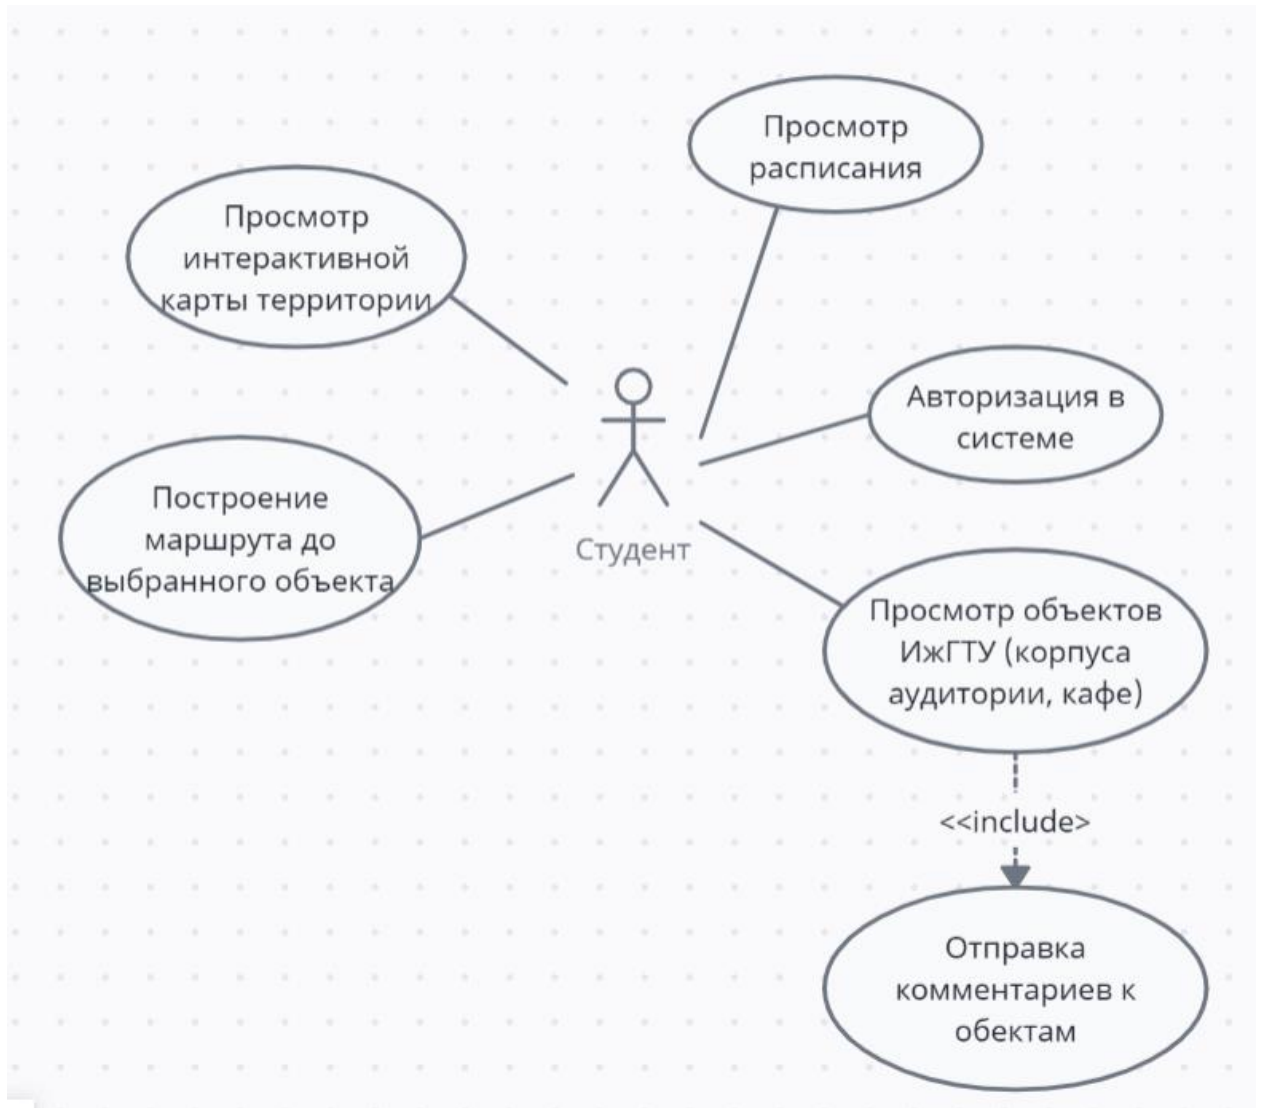 Просмотр
расписания
Просмотр
интерактивной
карты территории
Авторизация в
системе
Построение
маршрута до
выбранного объекта
Студент
Просмотр объектов
ИжГТУ (корпуса
аудитории, кафе)
<<include>
Отправка
комментариев к
обектам